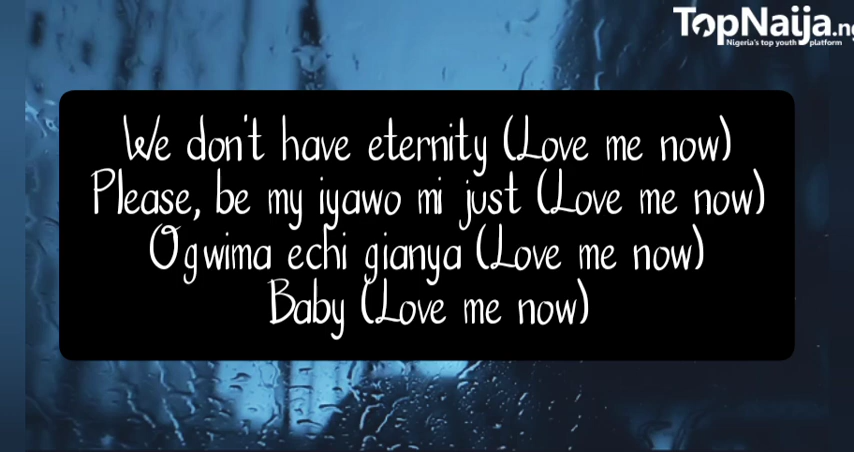 TopNaija.ng
Nigeria's top youth platform
We don't have eternity (Love me now)
Please, be my iyawo mi just (Love me now)
Ogwima echi gianya (Love me now)
Baby (Love me now)